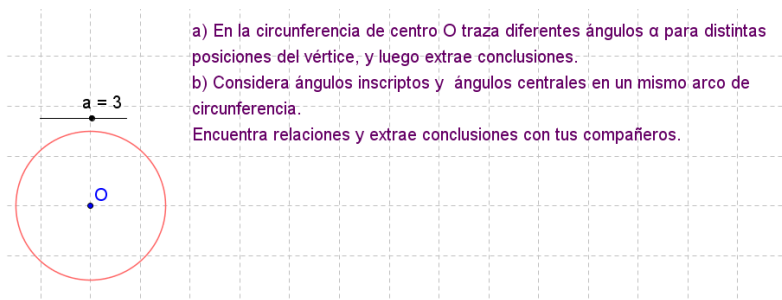 a) En la circunferencia de centro O traza diferentes ángulos α para distintas
posiciones del vértice, y luego extrae conclusiones.
b) Considera ángulos inscriptos y ángulos centrales en un mismo arco de
circunferencia.
Encuentra relaciones y extrae conclusiones con tus compañeros.
a = 3
O